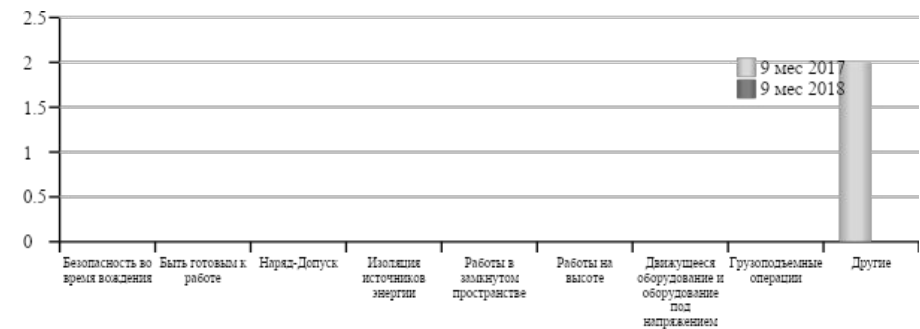 2.5
2
1.5
1
0.5
0
9 мес 2017
9 мес 2018
Безопасность во
время вождения
Быть готовым к
работе
Наряд-Допуск
Изоляция
источников
энергии
Работы в
замкнутом
пространстве
Работы на
высоте
Движущееся
оборудование и
оборудование
под
напряжением
Грузоподъемные
операции
Другие